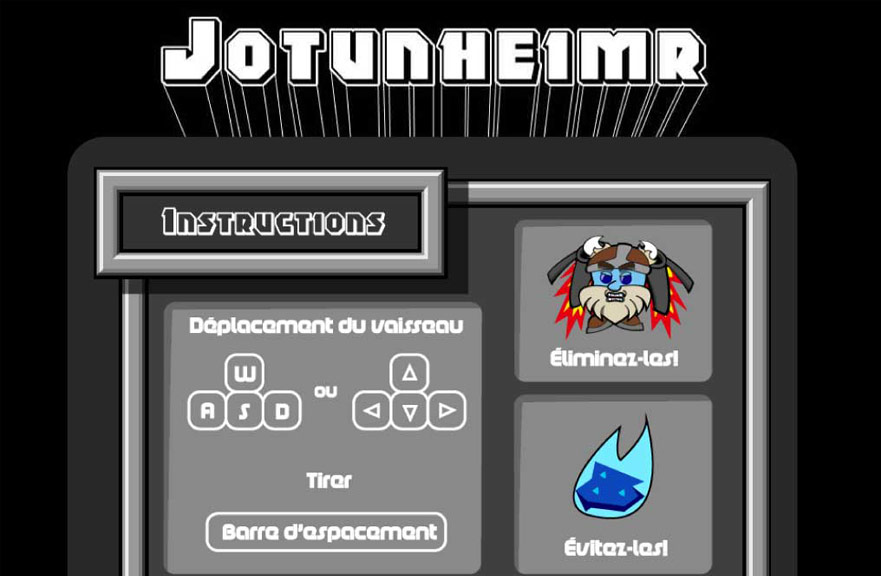 Jotunheimr
Instructions
Déplacement du vaisseau
W
ou
A S D
Tirer
Barre d'espacement
Éliminez-les!
Évitez-les!